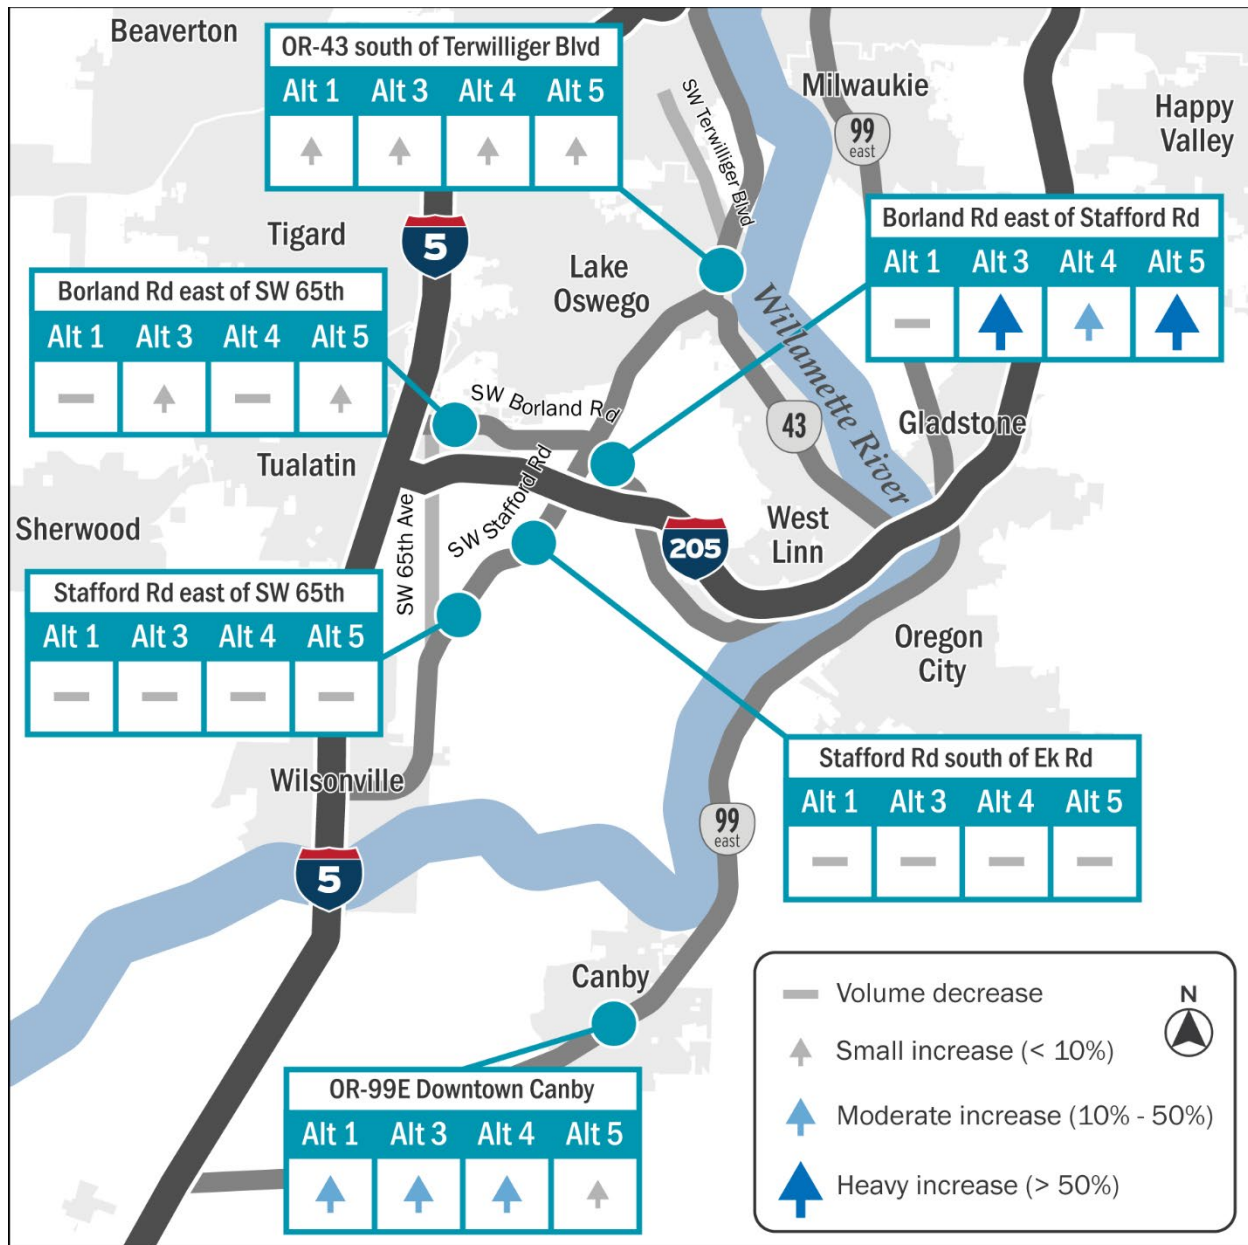 Beaverton
OR-43 south of Terwilliger Blvd
Alt 1 Alt 3 Alt 4 Alt 5
SW Terwilliger Blvd
Milwaukie
99
east
Happy
Valley
Tigard
5
Lake
Oswego
Borland Rd east of Stafford Rd
Alt 1 Alt 3 Alt 4 Alt 5
Borland Rd east of SW 65th
Alt 1 Alt 3 Alt 4 Alt 5
Willamette River
SW Borland Rd
43
Gladstone
Tualatin
SW Stafford Rd
Sherwood
SW 65th Ave
205
West
Linn
Stafford Rd east of SW 65th
Alt 1 Alt 3 Alt 4 Alt 5
Oregon
City
Wilsonville
Stafford Rd south of Ek Rd
Alt 1 Alt 3 Alt 4 Alt 5
99
east
5
Canby
OR-99E Downtown Canby
Alt 1 Alt 3 Alt 4 Alt 5
Volume decrease
N
Small increase (< 10%)
Moderate increase (10% - 50%)
Heavy increase (> 50%)